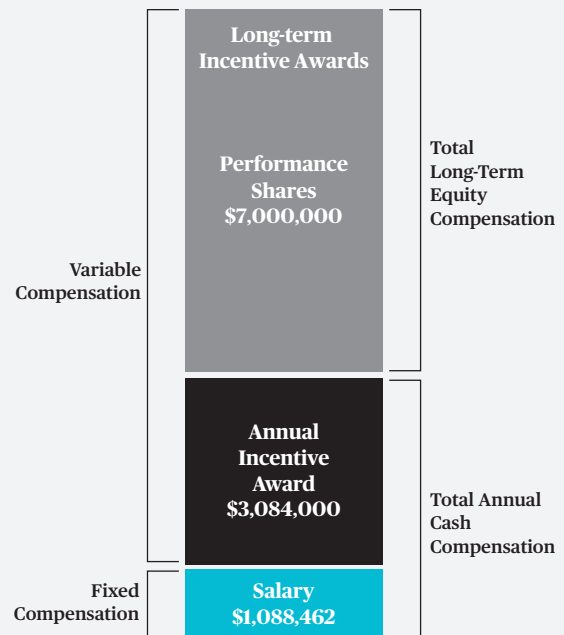 Long-term
Incentive Awards
Performance
Shares
$7,000,000
Total
Long-Term
Equity
Compensation
Variable
Compensation
Annual
Incentive
Award
$3,084,000
Total Annual
Cash
Compensation
Fixed
Compensation
Salary
$1,088,462